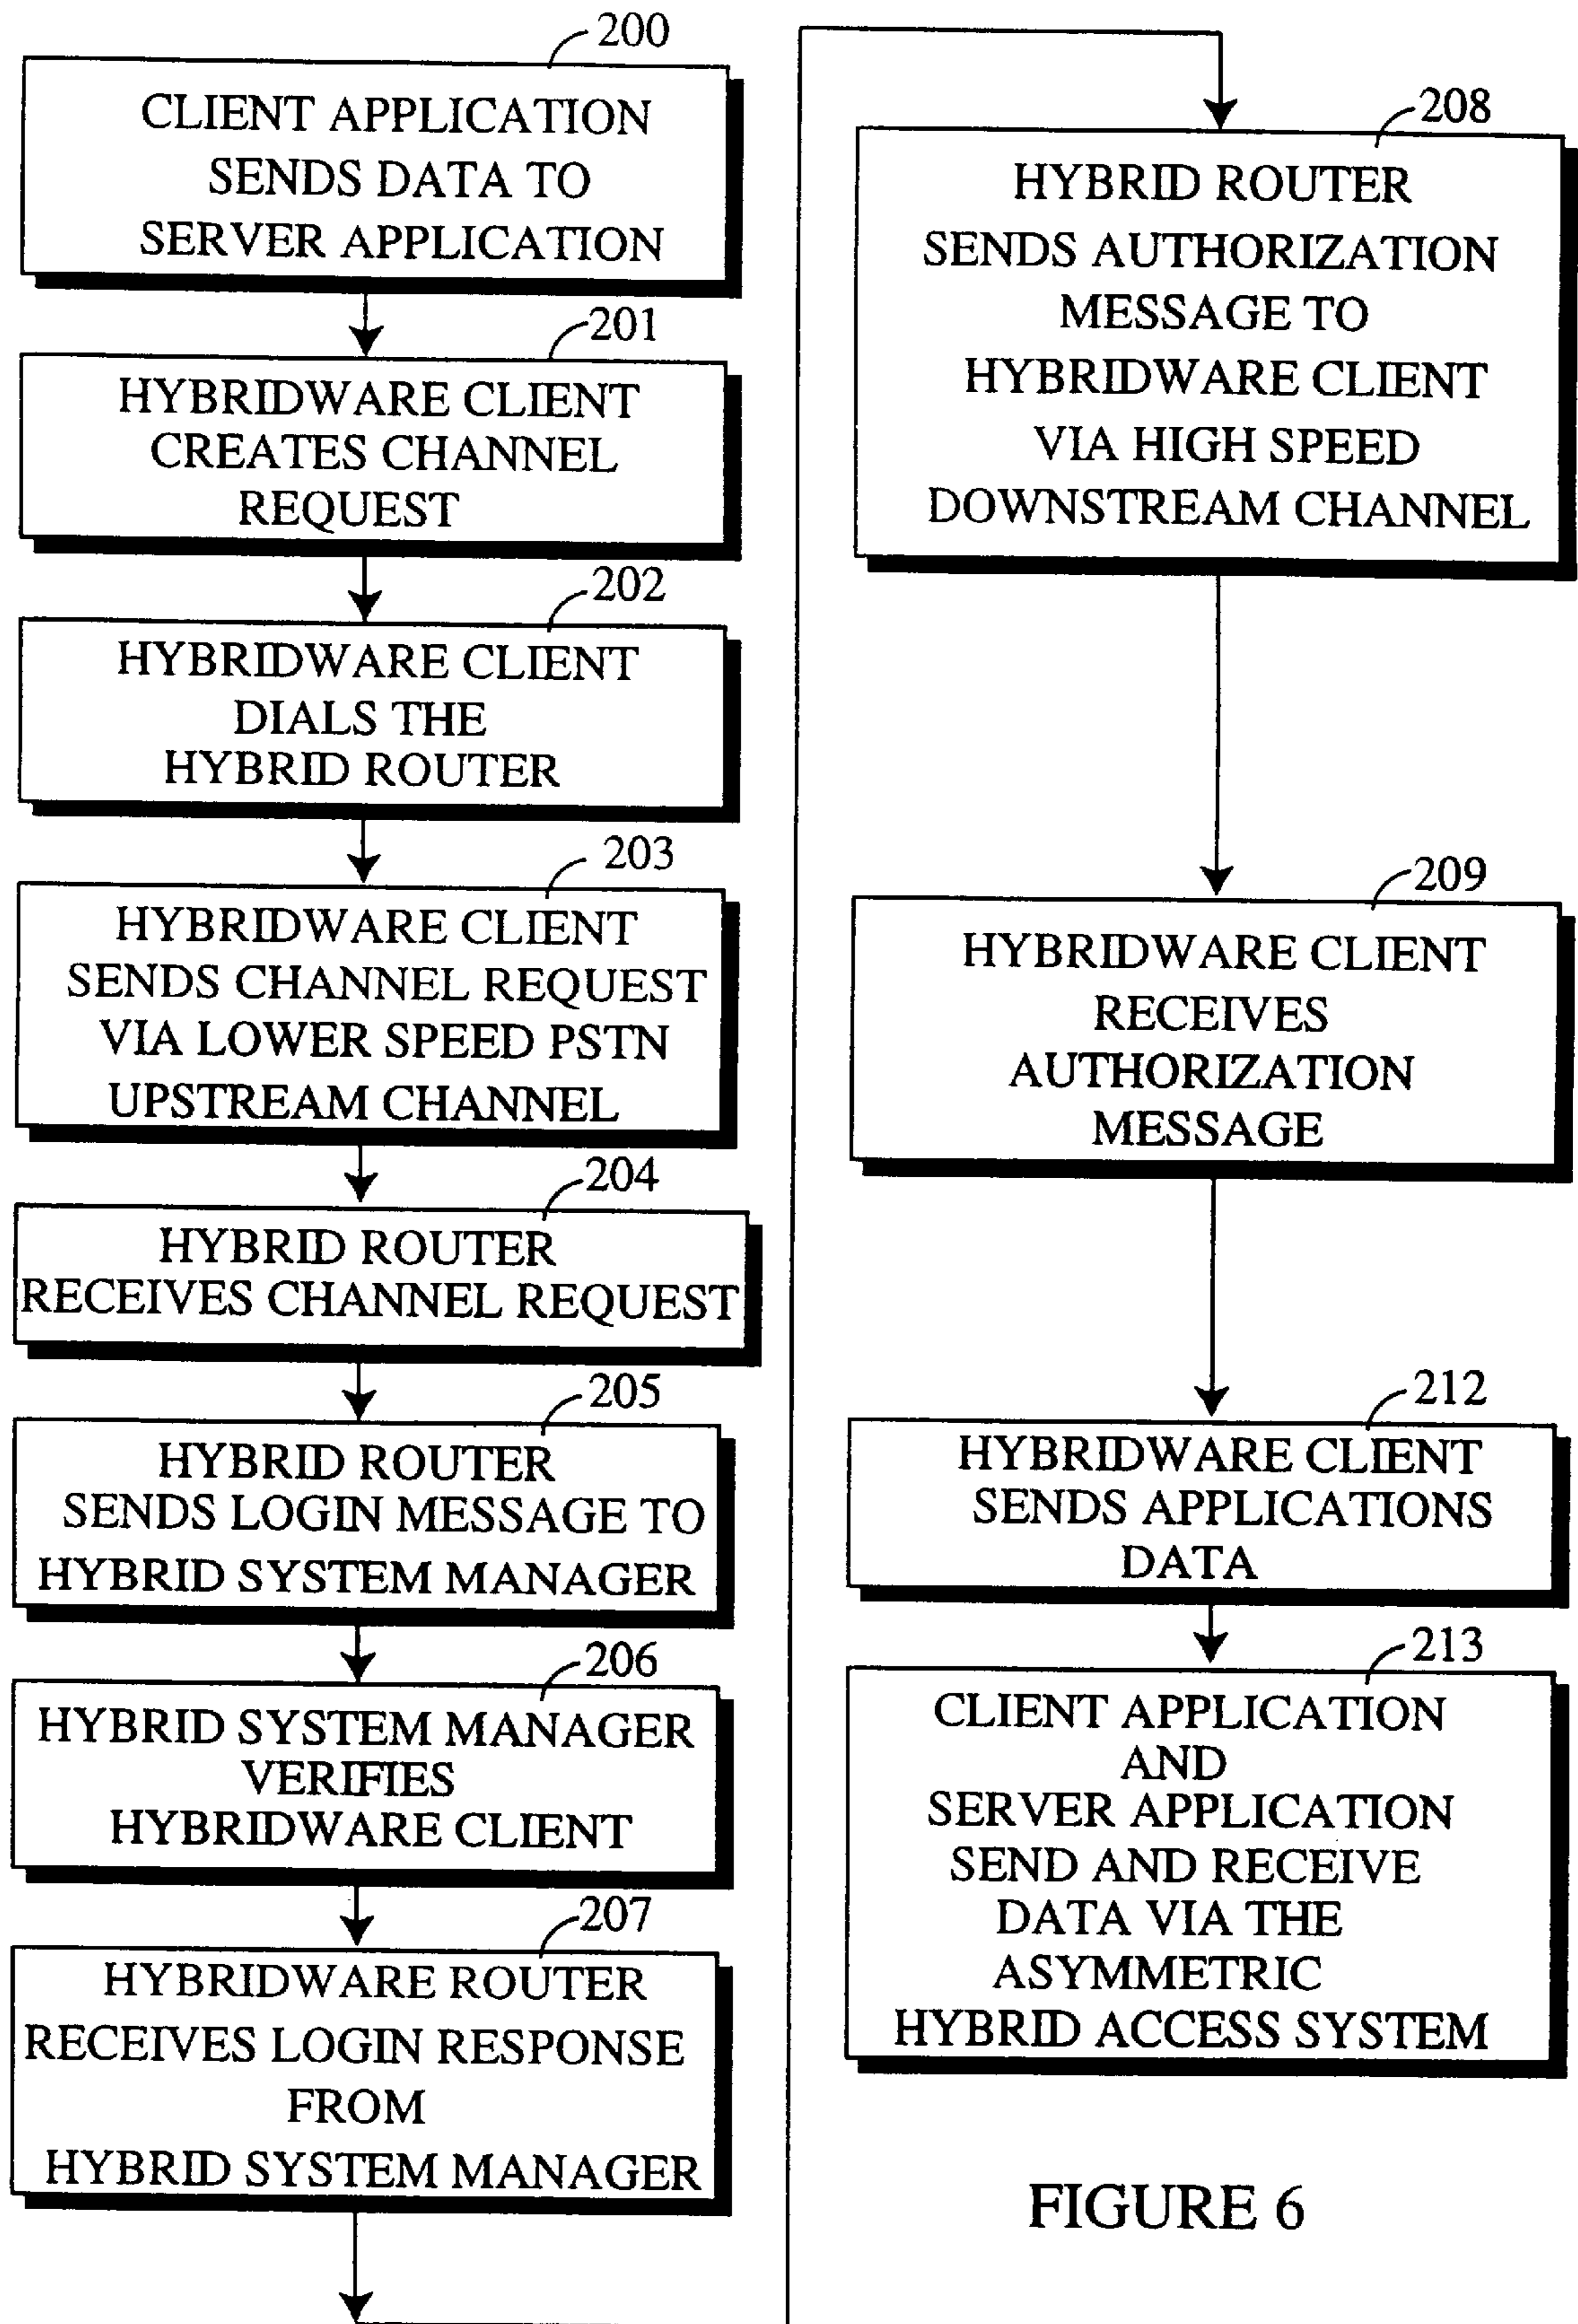 200
CLIENT APPLICATION
SENDS DATA TO
SERVER APPLICATION
201
HYBRIDWARE CLIENT
CREATES CHANNEL
REQUEST
202
HYBRIDWARE CLIENT
DIALS THE
HYBRID ROUTER
203
HYBRIDWARE CLIENT
SENDS CHANNEL REQUEST
VIA LOWER SPEED PSTN
UPSTREAM CHANNEL
204
HYBRID ROUTER
RECEIVES CHANNEL REQUEST
205
HYBRID ROUTER
SENDS LOGIN MESSAGE TO
HYBRID SYSTEM MANAGER
206
HYBRID SYSTEM MANAGER
VERIFIES
HYBRIDWARE CLIENT
207
HYBRIDWARE ROUTER
RECEIVES LOGIN RESPONSE
FROM
HYBRID SYSTEM MANAGER
208
HYBRID ROUTER
SENDS AUTHORIZATION
MESSAGE TO
HYBRIDWARE CLIENT
VIA HIGH SPEED
DOWNSTREAM CHANNEL
209
HYBRIDWARE CLIENT
RECEIVES
AUTHORIZATION
MESSAGE
212
HYBRIDWARE CLIENT
SENDS APPLICATIONS
DATA
213
CLIENT APPLICATION
AND
SERVER APPLICATION
SEND AND RECEIVE
DATA VIA THE
ASYMMETRIC
HYBRID ACCESS SYSTEM
FIGURE 6